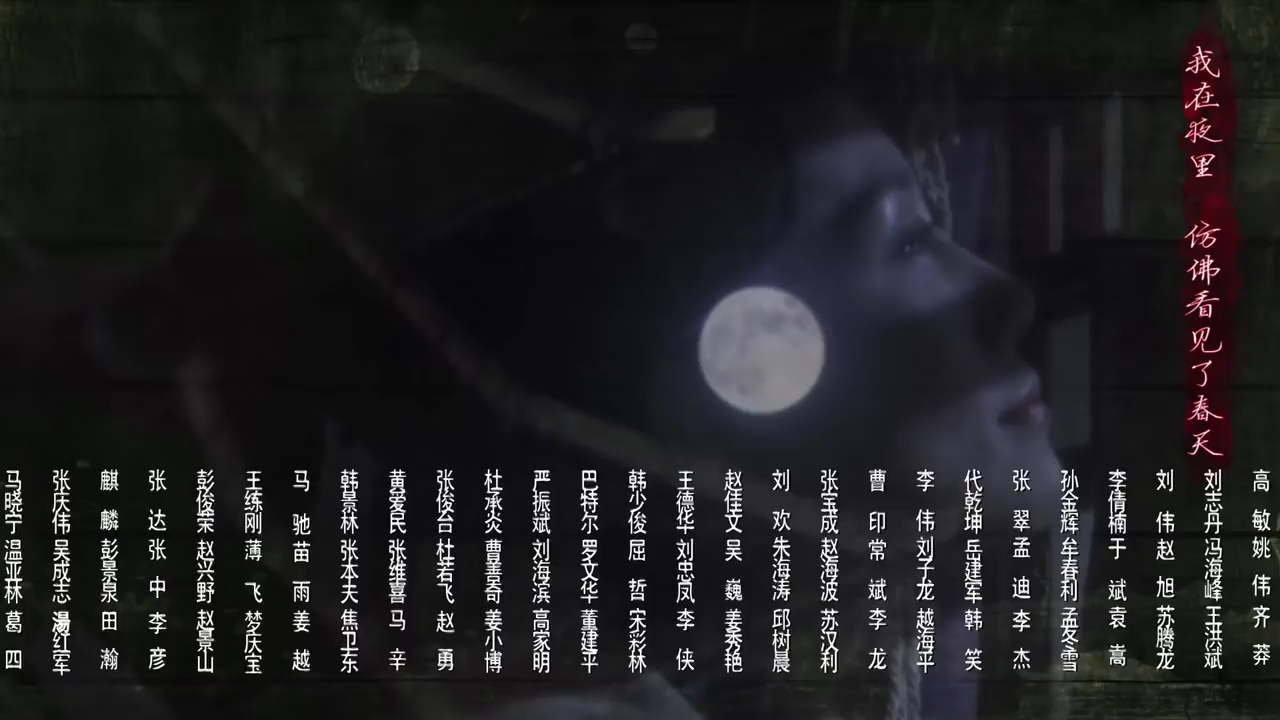 我在夜里 仿佛看见了春天
高敏 姚伟 齐莽
刘志丹 冯海峰 王洪斌
刘伟 赵旭 苏腾龙
李倩楠 于斌 袁嵩
孙金辉 牟春利 孟冬雪
张翠 孟迪 李杰
代乾坤 岳建军 韩笑
李伟 刘子龙 越海平
曹印 常斌 李龙
张宝成 赵海波 苏汉利
刘欢 朱海涛 邱树晨
赵佳文 吴巍 姜秀艳
王德华 刘忠凤 李侠
韩少俊 屈哲 宋彩林
巴特尔 罗文华 董建平
严振斌 刘海滨 高家明
杜承炎 曹善奇 姜小博
张俊台 杜若飞 赵勇
黄爱民 张维喜 马辛
韩景林 张本夫 焦卫东
马驰 苗雨 姜越
王练刚 薄飞 梦庆宝
彭俊荣 赵兴野 赵景山
张达 张中 李彦
麒麟 彭景泉 田瀚
张庆伟 吴成志 湯红军
马晓宁 温亚林 葛四